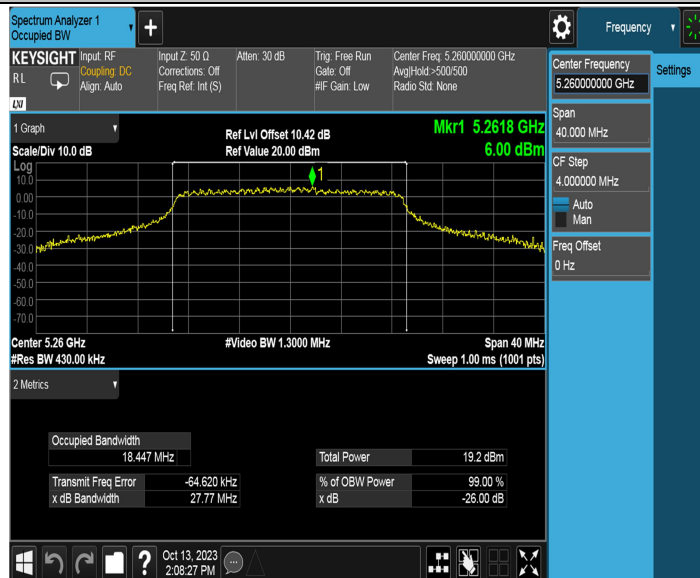 Spectrum Analyzer 1
Occupied BW
Frequency
KEYSIGHT
RL
LXI
Input: RF
Coupling: DC
Align: Auto
Input Z: 50 Ω
Corrections: Off
Freq Ref: Int (S)
Atten: 30 dB
Trig: Free Run
Gate: Off
#IF Gain: Low
Center Freq: 5.260000000 GHz
Avg|Hold:>500/500
Radio Std: None
Center Frequency
5.260000000 GHz
Settings
Span
40.000 MHz
CF Step
4.000000 MHz
Auto
Man
Freq Offset
0 Hz
1 Graph
Scale/Div 10.0 dB
Ref Lvl Offset 10.42 dB
Ref Value 20.00 dBm
Mkr1 5.2618 GHz
6.00 dBm
Log
10.0
0.00
-10.0
-20.0
-30.0
-40.0
-50.0
-60.0
-70.0
1
Center 5.26 GHz
#Res BW 430.00 kHz
#Video BW 1.3000 MHz
Span 40 MHz
Sweep 1.00 ms (1001 pts)
2 Metrics
Occupied Bandwidth
18.447 MHz
Transmit Freq Error -64.620 kHz
x dB Bandwidth 27.77 MHz
Total Power 19.2 dBm
% of OBW Power 99.00 %
x dB -26.00 dB
Oct 13, 2023
2:08:27 PM